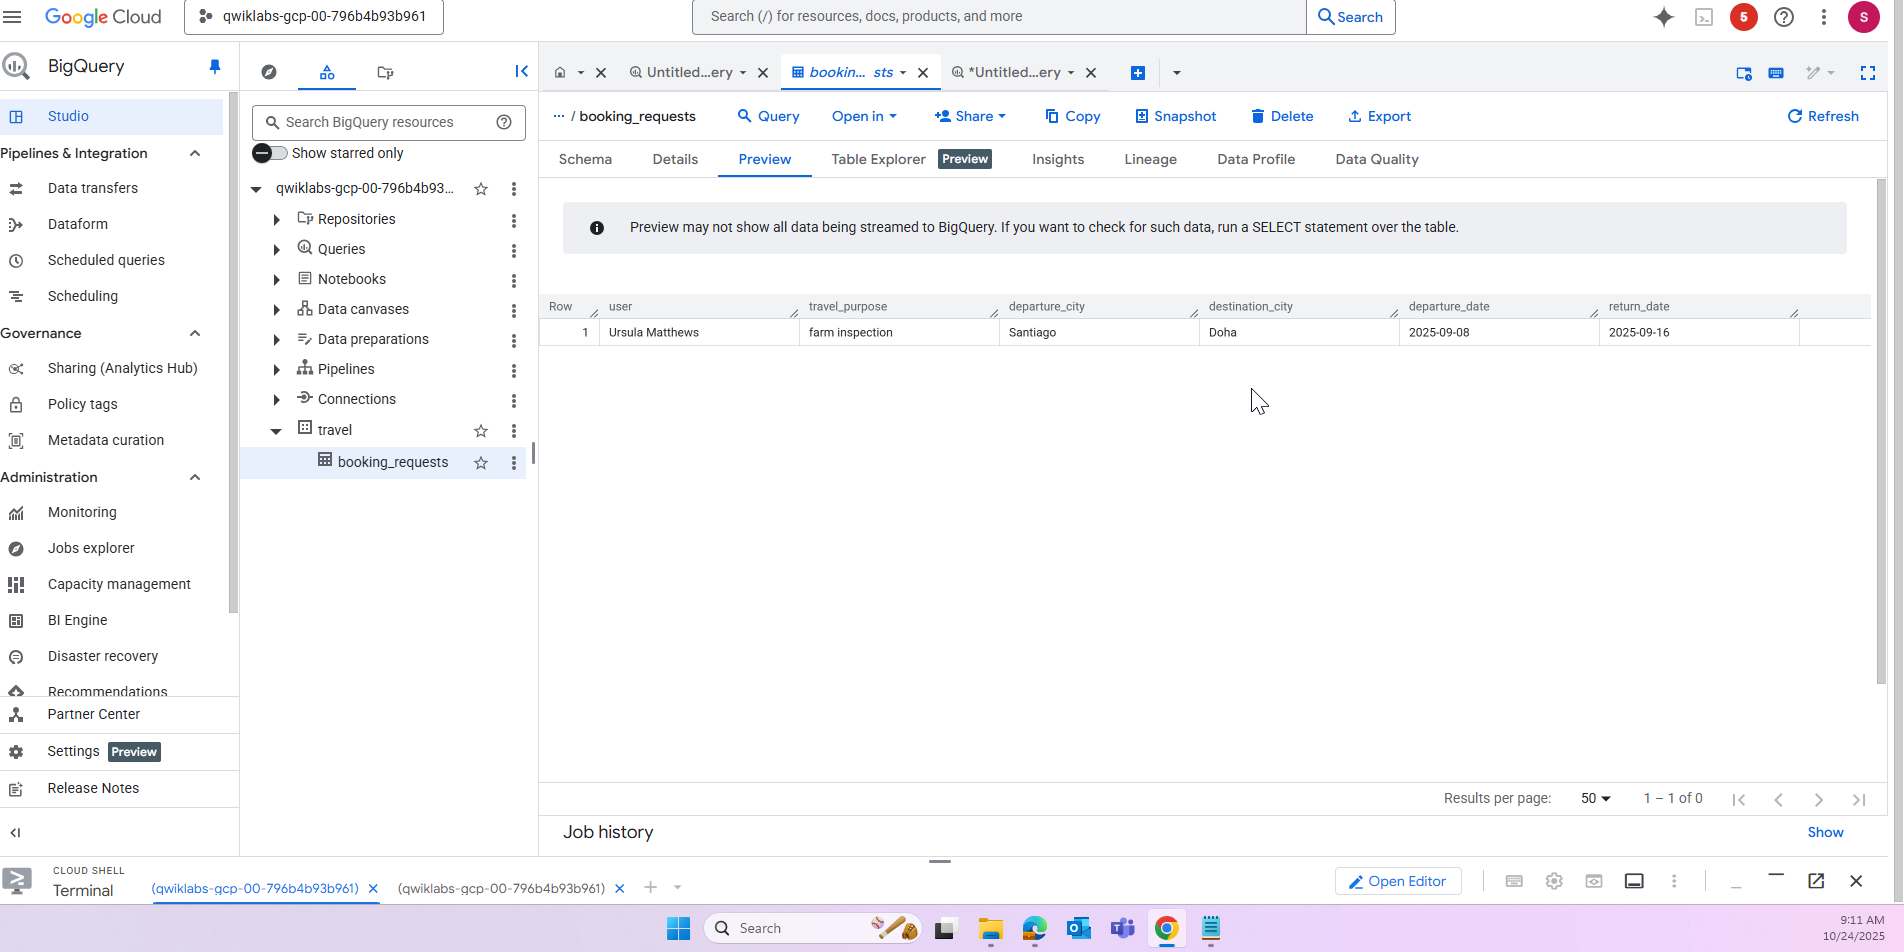 Google Cloud
qwiklabs-gcp-00-796b4b93b961
Search (/) for resources, docs, products, and more
Search
5
S
BigQuery
Studio
Pipelines & Integration
Data transfers
Dataform
Scheduled queries
Scheduling
Governance
Sharing (Analytics Hub)
Policy tags
Metadata curation
Administration
Monitoring
Jobs explorer
Capacity management
BI Engine
Disaster recovery
Recommendations
Partner Center
Settings Preview
Release Notes
Search BigQuery resources
Show starred only
qwiklabs-gcp-00-796b4b93...
Repositories
Queries
Notebooks
Data canvases
Data preparations
Pipelines
Connections
travel
booking_requests
Untitled...ery
bookin... sts
*Untitled...ery
... / booking_requests
Query
Open in
Share
Copy
Snapshot
Delete
Export
Refresh
Schema
Details
Preview
Table Explorer Preview
Insights
Lineage
Data Profile
Data Quality
Preview may not show all data being streamed to BigQuery. If you want to check for such data, run a SELECT statement over the table.
Row user travel_purpose departure_city destination_city departure_date return_date
1 Ursula Matthews farm inspection Santiago Doha 2025-09-08 2025-09-16
Results per page: 50 1 – 1 of 0
Job history
Show
CLOUD SHELL
Terminal
(qwiklabs-gcp-00-796b4b93b961)
(qwiklabs-gcp-00-796b4b93b961)
Open Editor
Search
9:11 AM
10/24/2025